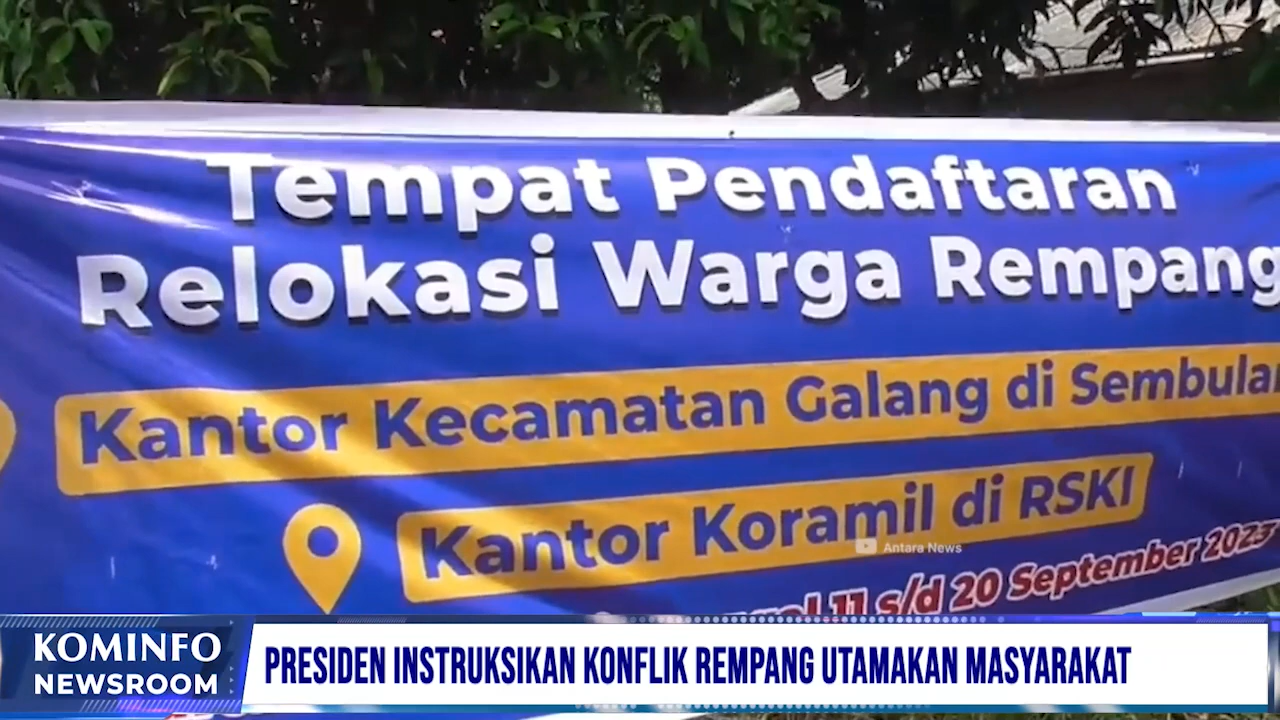 Tempat Pendaftaran
Relokasi Warga Rempang
Kantor Kecamatan Galang di
Kantor Koramil di RSKI
11 s/d 20 September 2023
Antara News
KOMINFO
NEWSROOM
PRESIDEN INSTRUKSIKAN KONFLIK REMPANG UTAMAKAN MASYARAKAT